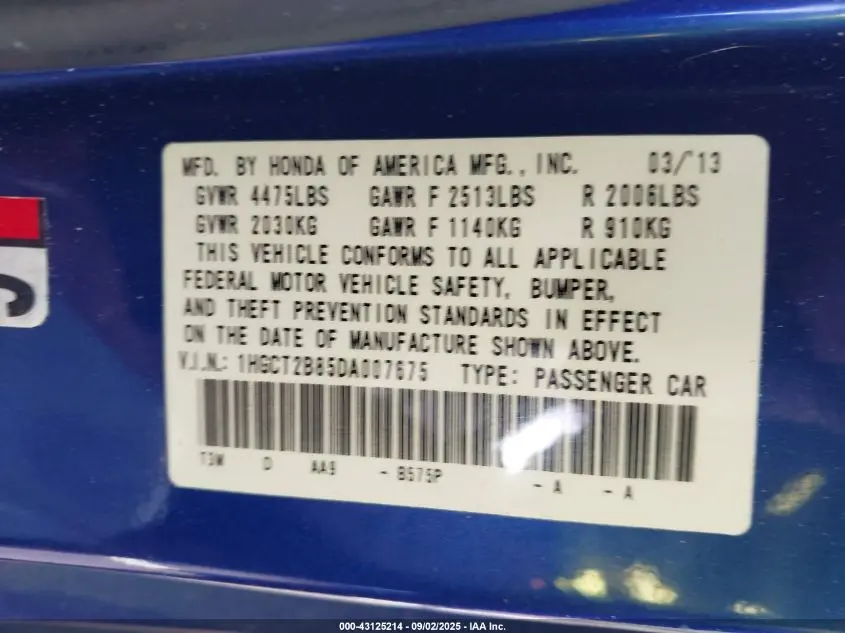 MFD. BY HONDA OF AMERICA MFG., INC. 03/13
GVWR 4475LBS GAWR F 2513LBS R 2006LBS
GVWR 2030KG GAWR F 1140KG R 910KG
THIS VEHICLE CONFORMS TO ALL APPLICABLE
FEDERAL MOTOR VEHICLE SAFETY, BUMPER,
AND THEFT PREVENTION STANDARDS IN EFFECT
ON THE DATE OF MANUFACTURE SHOWN ABOVE.
V.I.N.: 1HGCT2B85DA007675 TYPE: PASSENGER CAR
T3W D AA9 - B575P - A - A
000-43125214 - 09/02/2025 - IAA Inc.